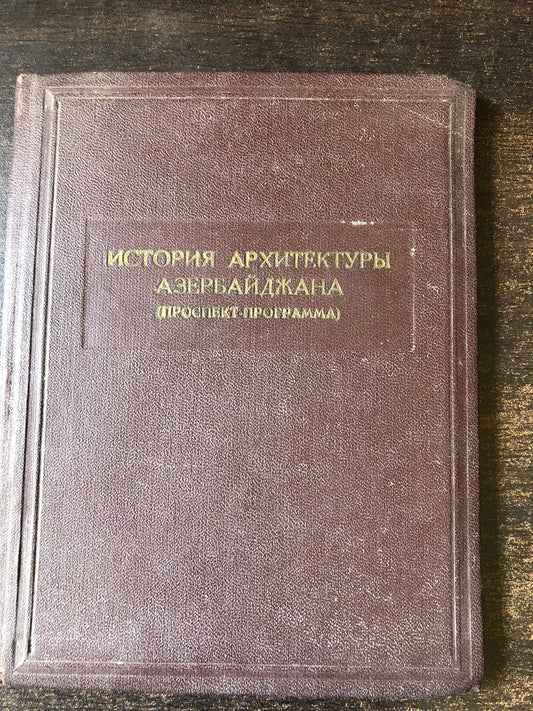 ИСТОРИЯ АРХИТЕКТУРЫ
АЗЕРБАЙДЖАНА
(ПРОСПЕКТ-ПРОГРАММА)